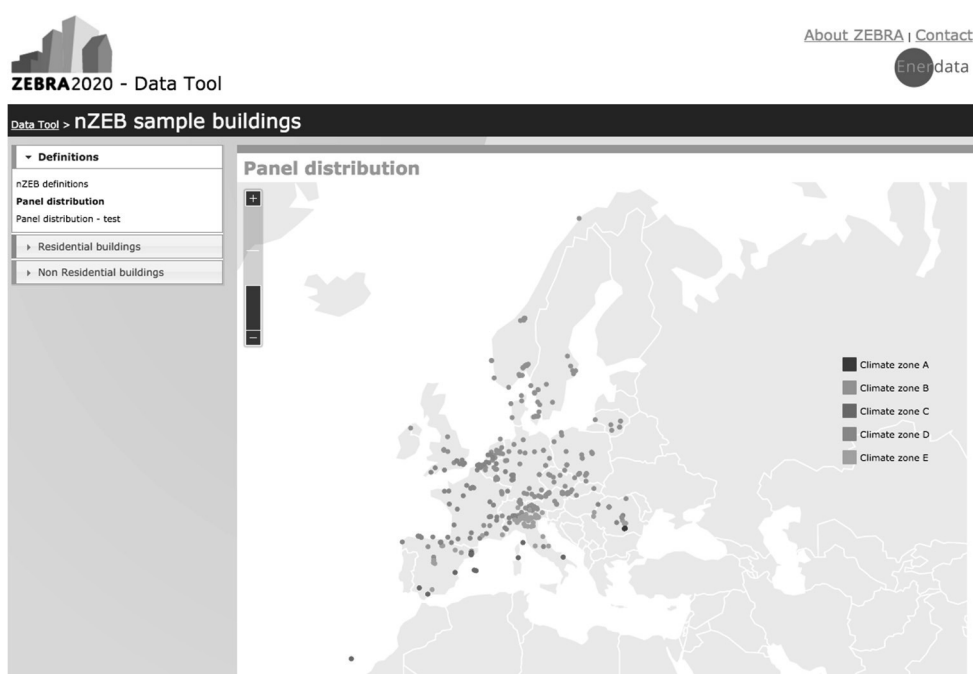 About ZEBRA | Contact
Enerdata
ZEBRA2020 - Data Tool
Data Tool > nZEB sample buildings
Definitions
nZEB definitions
Panel distribution
Panel distribution - test
Residential buildings
Non Residential buildings
Panel distribution
+
-
Climate zone A
Climate zone B
Climate zone C
Climate zone D
Climate zone E